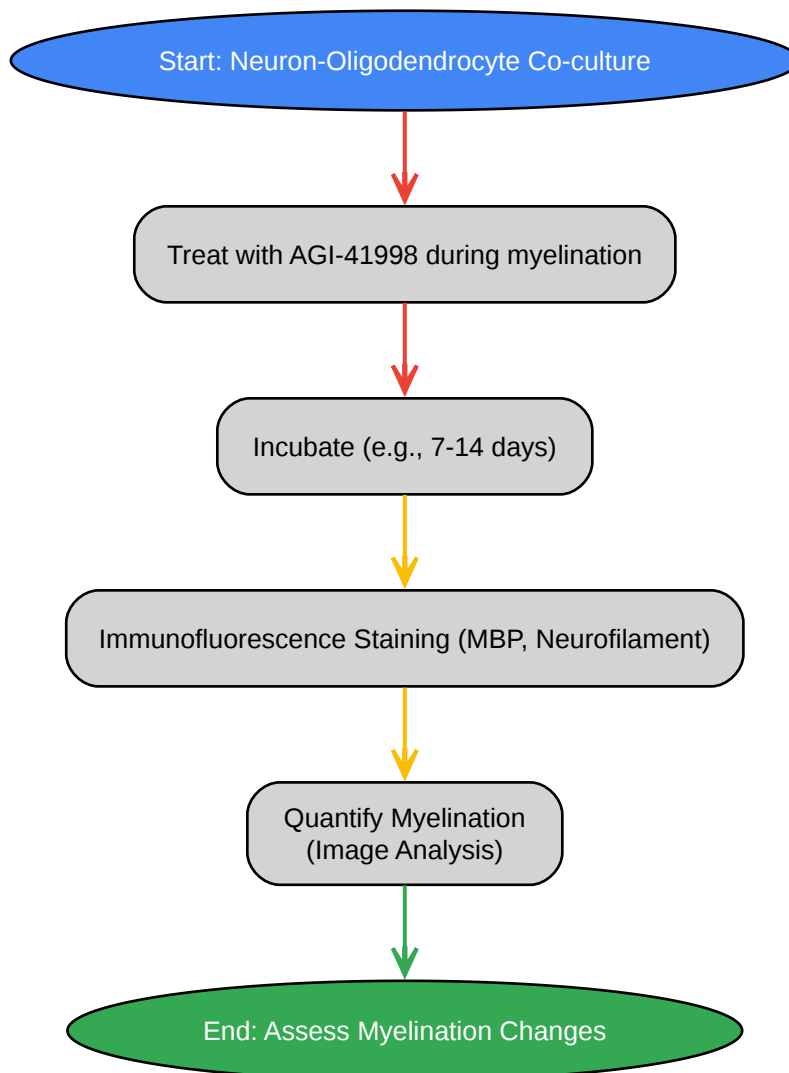 Start: Neuron-Oligodendrocyte Co-culture
Treat with AGI-41998 during myelination
Incubate (e.g., 7-14 days)
Immunofluorescence Staining (MBP, Neurofilament)
Quantify Myelination
(Image Analysis)
End: Assess Myelination Changes